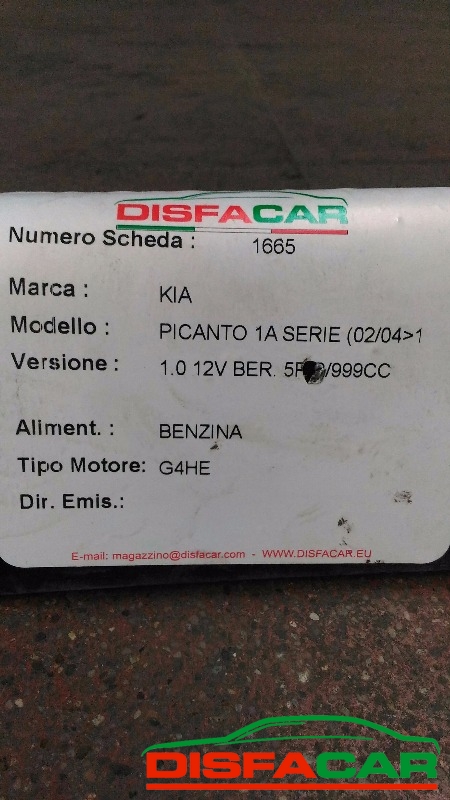 DISFACAR
Numero Scheda : 1665
Marca : KIA
Modello : PICANTO 1A SERIE (02/04>1
Versione : 1.0 12V BER. /999CC
Aliment. : BENZINA
Tipo Motore: G4HE
Dir. Emis.:
E-mail: magazzino@disfacar.com - WWW.DISFACAR.EU
DISFACAR